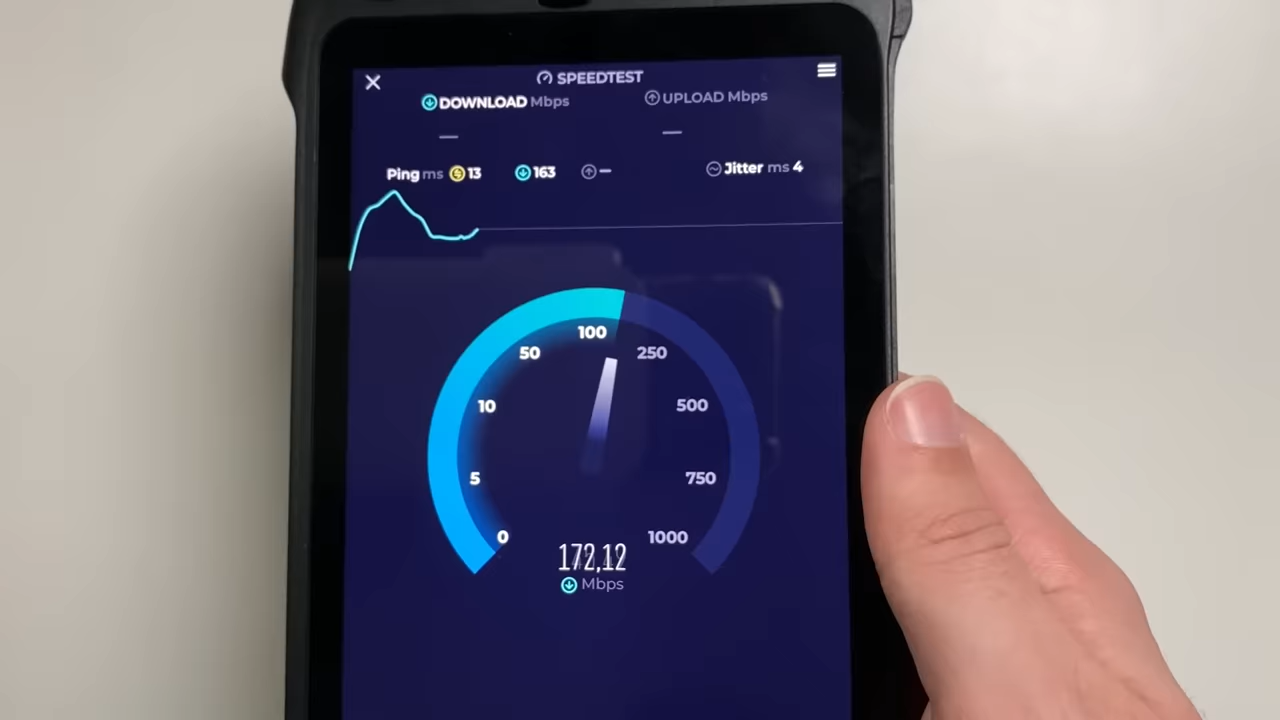 SPEEDTEST
DOWNLOAD Mbps
UPLOAD Mbps
—
—
Ping ms 13
163
—
Jitter ms 4
100
50
250
10
500
5
750
0
1000
172,12
Mbps